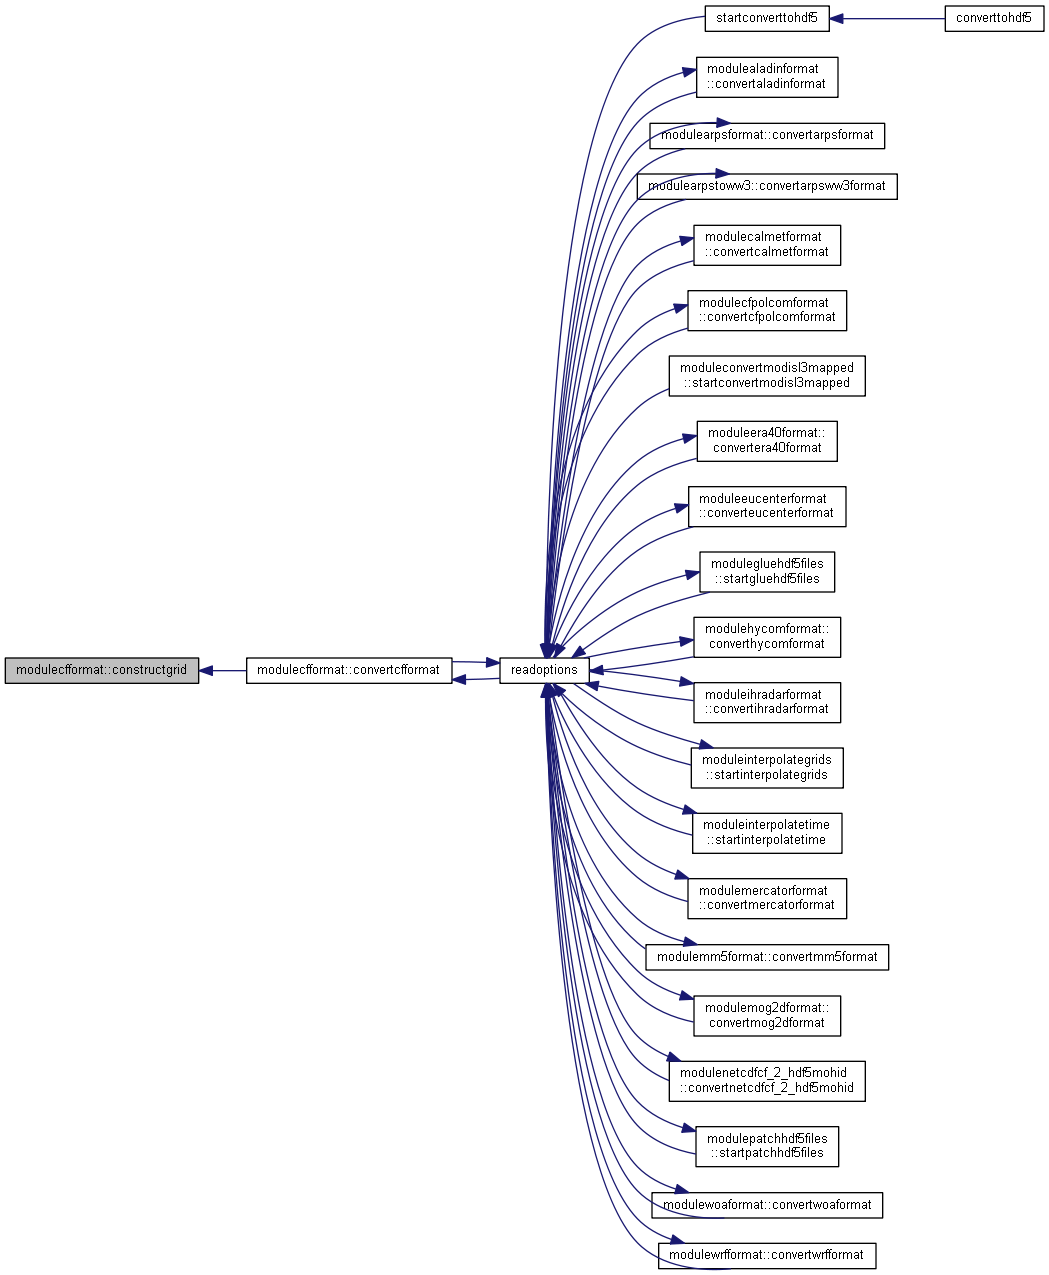 startconverttohdf5
converttohdf5
modulealadinformat
::convertaladinformat
modulearpsformat::convertarpsformat
modulearpstoww3::convertarpsww3format
modulecalmetformat
::convertcalmetformat
modulecfpolcomformat
::convertcfpolcomformat
moduleconvertmodisl3mapped
::startconvertmodisl3mapped
moduleera40format::
convertera40format
moduleeucenterformat
::converteucenterformat
modulegluehdf5files
::startgluehdf5files
modulehycomformat::
converthycomformat
modulecfformat::constructgrid
modulecfformat::convertcfformat
readoptions
moduleihradarformat
::convertihradarformat
moduleinterpolategrids
::startinterpolategrids
moduleinterpolatetime
::startinterpolatetime
modulemercatorformat
::convertmercatorformat
modulemm5format::convertmm5format
modulemog2dformat::
convertmog2dformat
modulenetcdfcf_2_hdf5mohid
::convertnetcdfcf_2_hdf5mohid
modulepatchhdf5files
::startpatchhdf5files
modulewoaformat::convertwoaformat
modulewrfformat::convertwrfformat